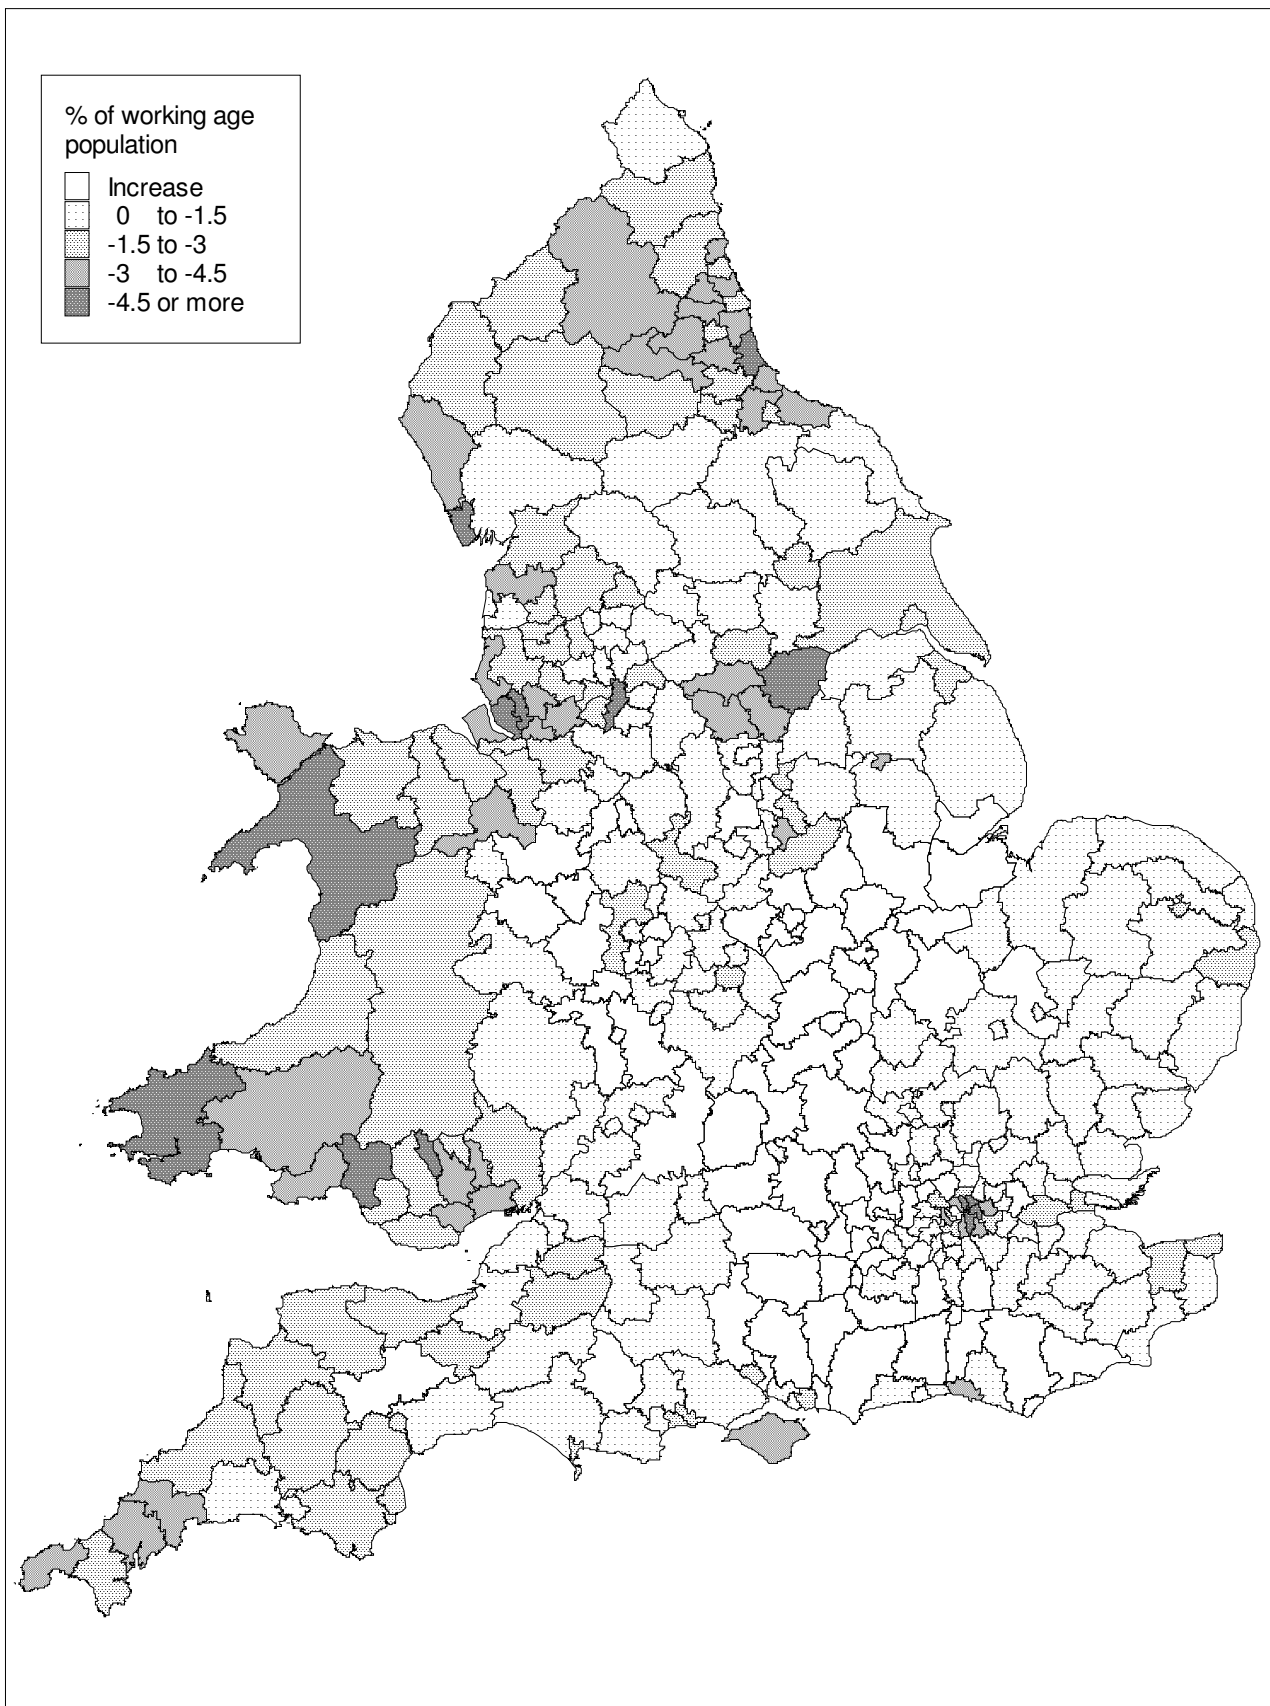 % of working age
population
Increase
0 to -1.5
-1.5 to -3
-3 to -4.5
-4.5 or more